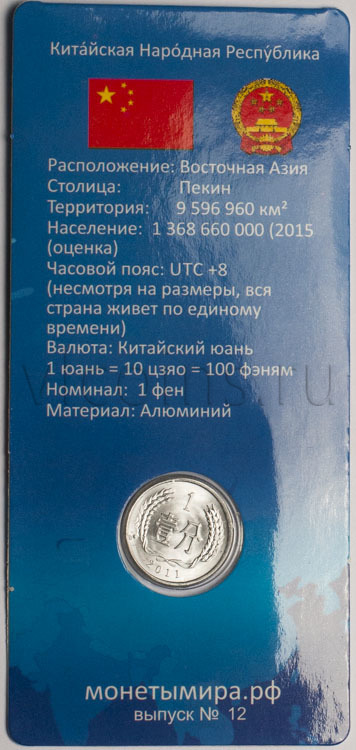 Кита́йская Наро́дная Респу́блика
Расположение: Восточная Азия
Столица: Пекин
Территория: 9 596 960 км²
Население: 1 368 660 000 (2015
(оценка)
Часовой пояс: UTC +8
(несмотря на размеры, вся
страна живет по единому
времени)
Валюта: Китайский юань
1 юань = 10 цзяо = 100 фэням
Номинал: 1 фен
Материал: Алюминий
1
壹分
2011
монетымира.рф
выпуск № 12